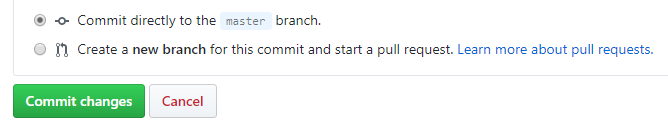 Commit directly to the master branch.
Create a new branch for this commit and start a pull request. Learn more about pull requests.
Commit changes Cancel